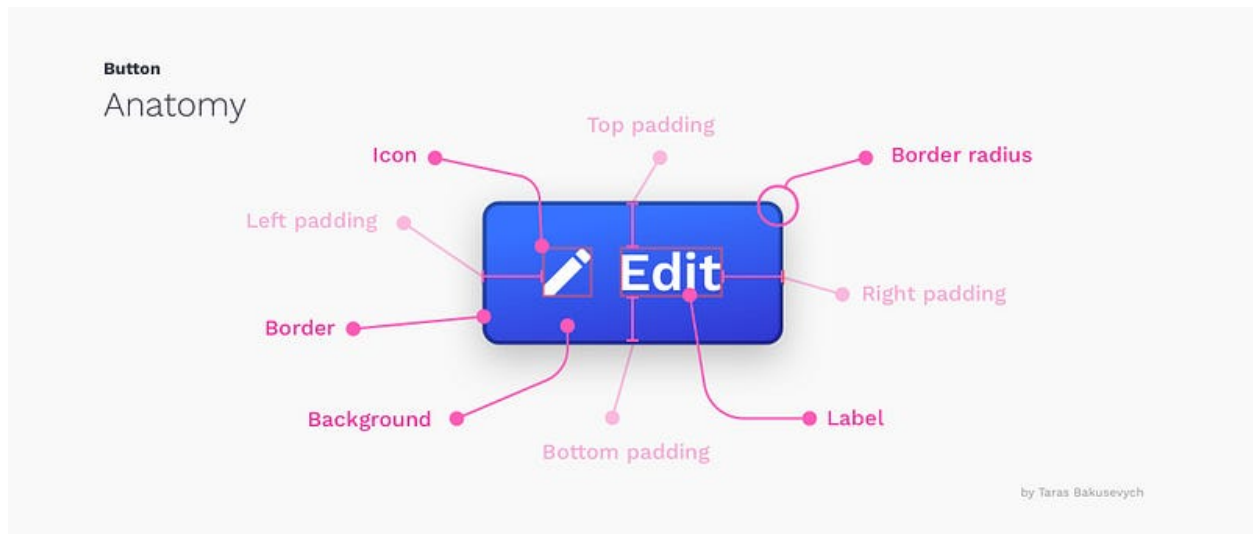 Button
Anatomy
Top padding
Icon
Border radius
Left padding
Edit
Right padding
Border
Background
Label
Bottom padding
by Taras Bakusevych